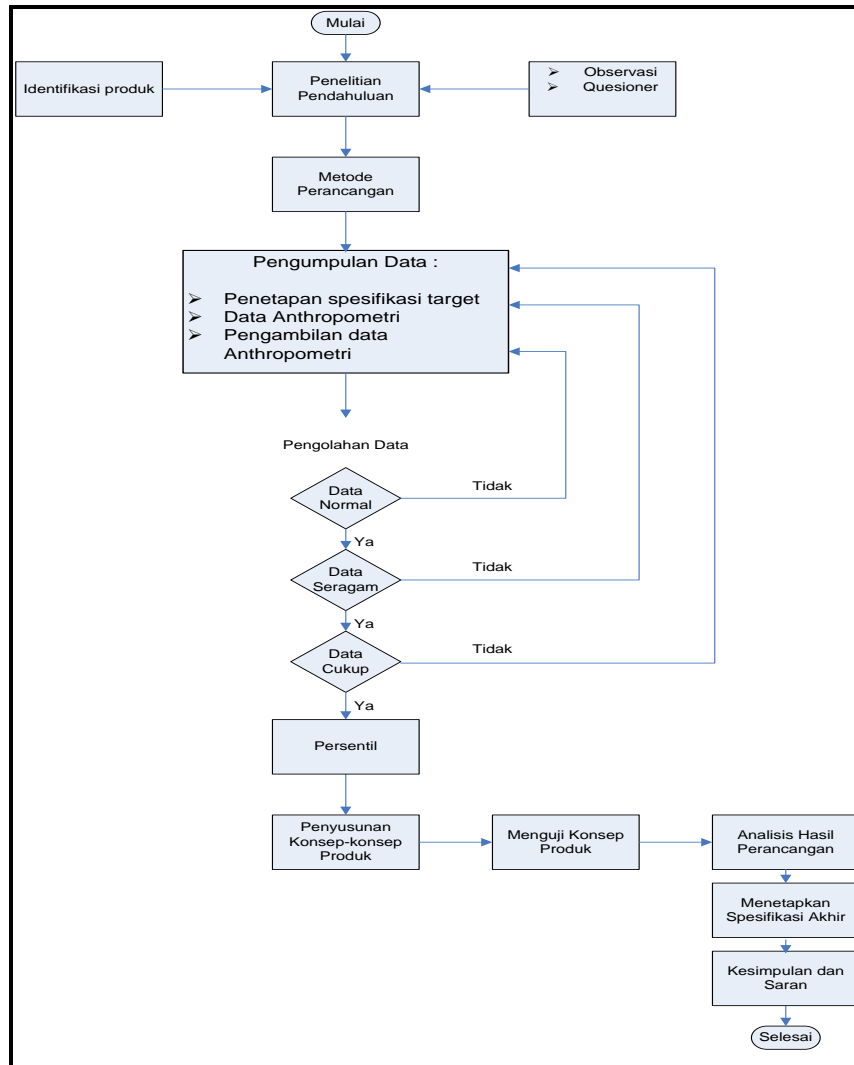 Mulai
Identifikasi produk
Penelitian
Pendahuluan
➢ Observasi
➢ Quesioner
Metode
Perancangan
Pengumpulan Data :
➢ Penetapan spesifikasi target
➢ Data Anthropometri
➢ Pengambilan data
Anthropometri
Pengolahan Data
Data
Normal
Tidak
Ya
Data
Seragam
Tidak
Ya
Data
Cukup
Tidak
Ya
Persentil
Penyusunan
Konsep-konsep
Produk
Menguji Konsep
Produk
Analisis Hasil
Perancangan
Menetapkan
Spesifikasi Akhir
Kesimpulan dan
Saran
Selesai